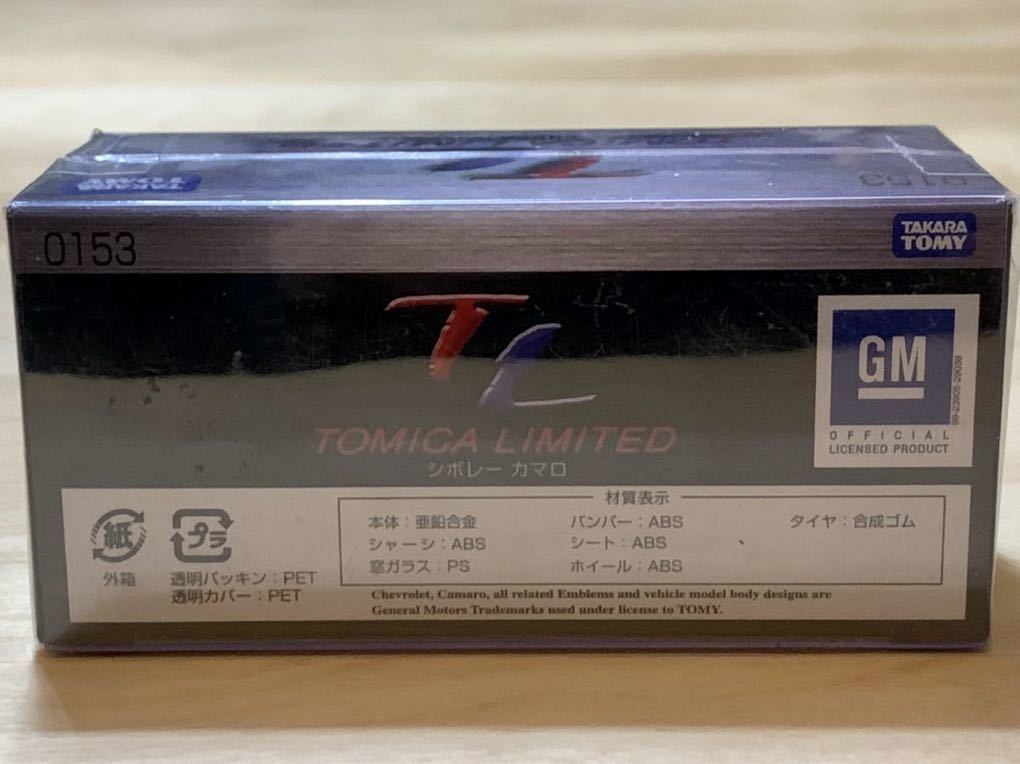 TAKARA
TOMY
0153
0153
TAKARA
TOMY
TL
GM
OFFICIAL
LICENSED PRODUCT
TOMICA LIMITED
シボレー カマロ
材質表示
本体：亜鉛合金 バンパー：ABS タイヤ：合成ゴム
シャーシ：ABS シート：ABS
窓ガラス：PS ホイール：ABS
紙 プラ
外箱 透明パッキン：PET
透明カバー：PET
Chevrolet, Camaro, all related Emblems and vehicle model body designs are
General Motors Trademarks used under license to TOMY.